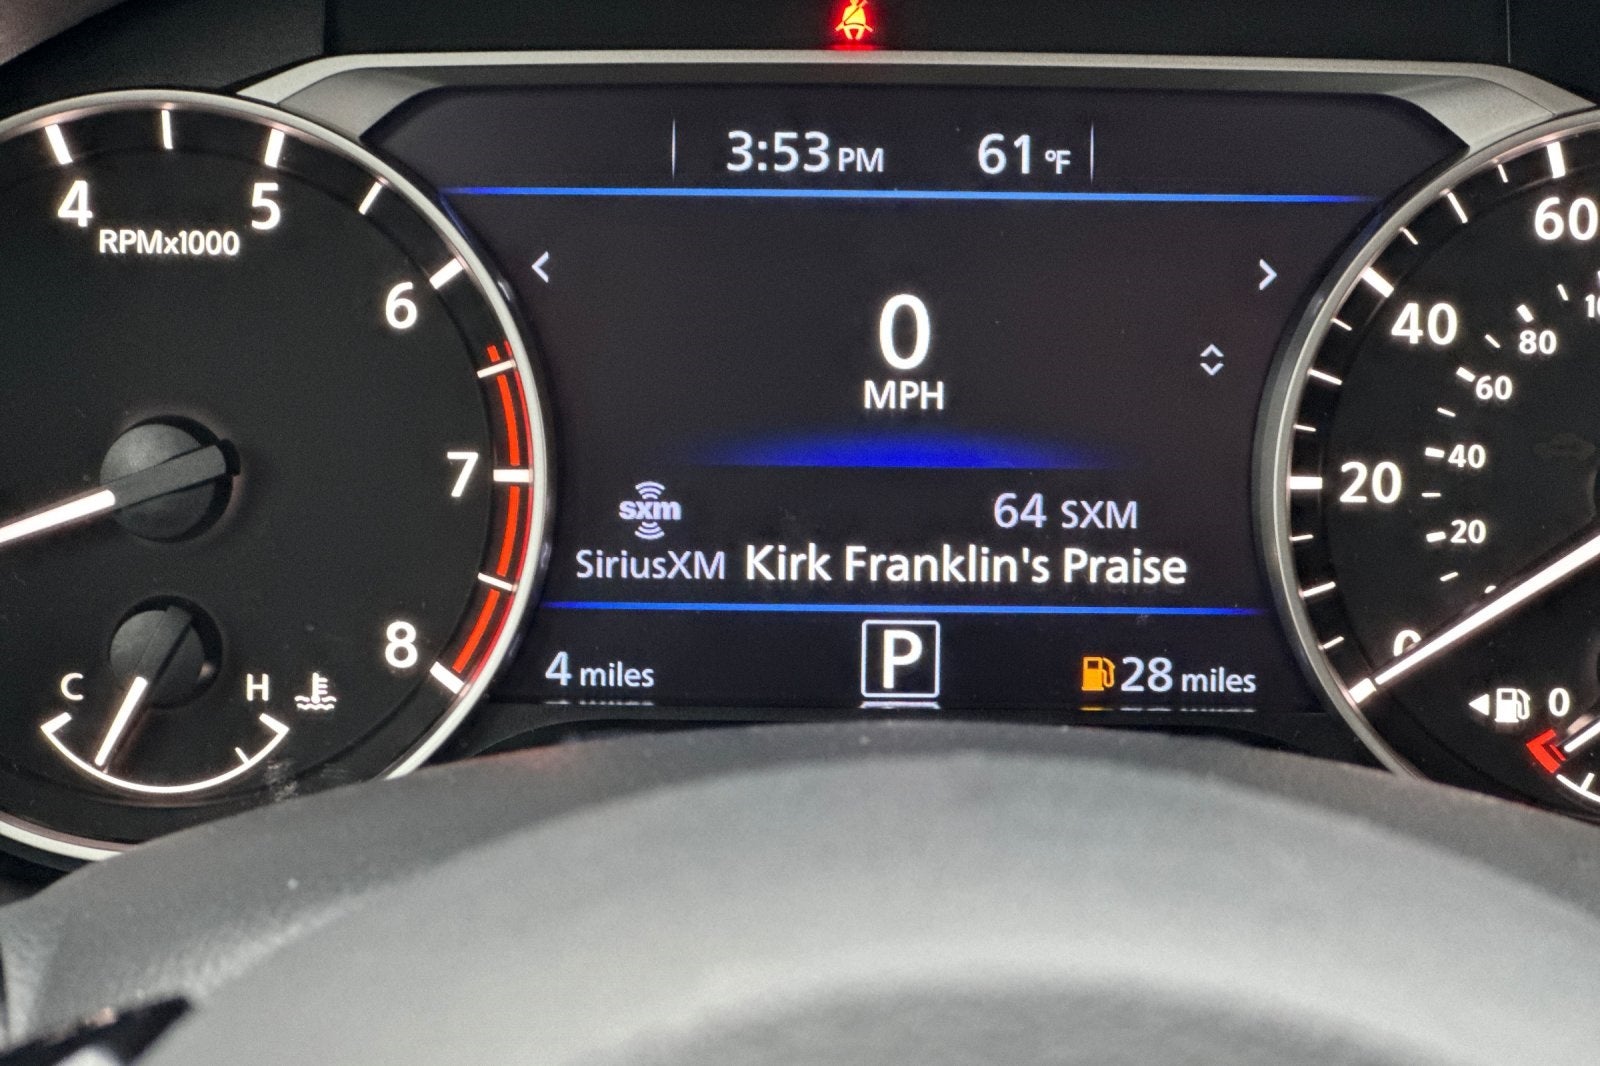 3:53 PM 61 °F
4 5
RPMx1000
6
7
8
C H
0
MPH
sxm 64 SXM
SiriusXM Kirk Franklin's Praise
4 miles P 28 miles
60
40
80
60
20 40
20
0
0